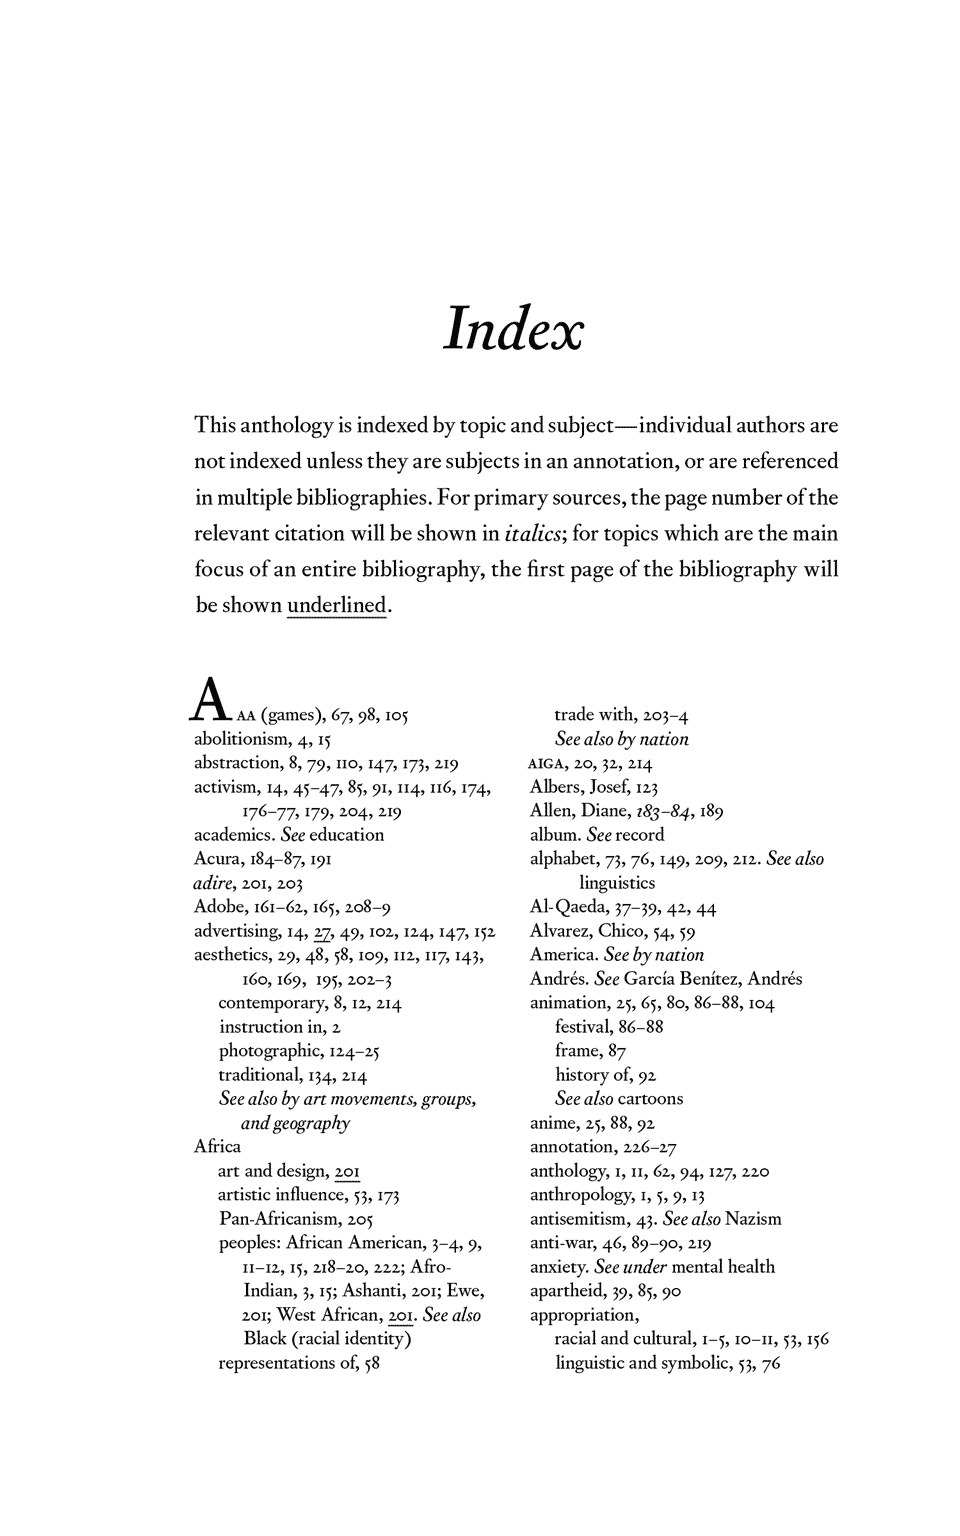 Index
This anthology is indexed by topic and subject—individual authors are
not indexed unless they are subjects in an annotation, or are referenced
in multiple bibliographies. For primary sources, the page number of the
relevant citation will be shown in italics; for topics which are the main
focus of an entire bibliography, the first page of the bibliography will
be shown underlined.
A AA (games), 67, 98, 105
abolitionism, 4, 15
abstraction, 8, 79, 110, 147, 173, 219
activism, 14, 45–47, 85, 91, 114, 116, 174,
176–77, 179, 204, 219
academics. See education
Acura, 184–87, 191
adire, 201, 203
Adobe, 161–62, 165, 208–9
advertising, 14, 27, 49, 102, 124, 147, 152
aesthetics, 29, 48, 58, 109, 112, 117, 143,
160, 169, 195, 202–3
contemporary, 8, 12, 214
instruction in, 2
photographic, 124–25
traditional, 134, 214
See also by art movements, groups,
and geography
Africa
art and design, 201
artistic influence, 53, 173
Pan-Africanism, 205
peoples: African American, 3–4, 9,
11–12, 15, 218–20, 222; Afro-
Indian, 3, 15; Ashanti, 201; Ewe,
201; West African, 201. See also
Black (racial identity)
representations of, 58
trade with, 203–4
See also by nation
AIGA, 20, 32, 214
Albers, Josef, 123
Allen, Diane, 183–84, 189
album. See record
alphabet, 73, 76, 149, 209, 212. See also
linguistics
Al-Qaeda, 37–39, 42, 44
Alvarez, Chico, 54, 59
America. See by nation
Andrés. See García Benítez, Andrés
animation, 25, 65, 80, 86–88, 104
festival, 86–88
frame, 87
history of, 92
See also cartoons
anime, 25, 88, 92
annotation, 226–27
anthology, 1, 11, 62, 94, 127, 220
anthropology, 1, 5, 9, 13
antisemitism, 43. See also Nazism
anti-war, 46, 89–90, 219
anxiety. See under mental health
apartheid, 39, 85, 90
appropriation,
racial and cultural, 1–5, 10–11, 53, 156
linguistic and symbolic, 53, 76